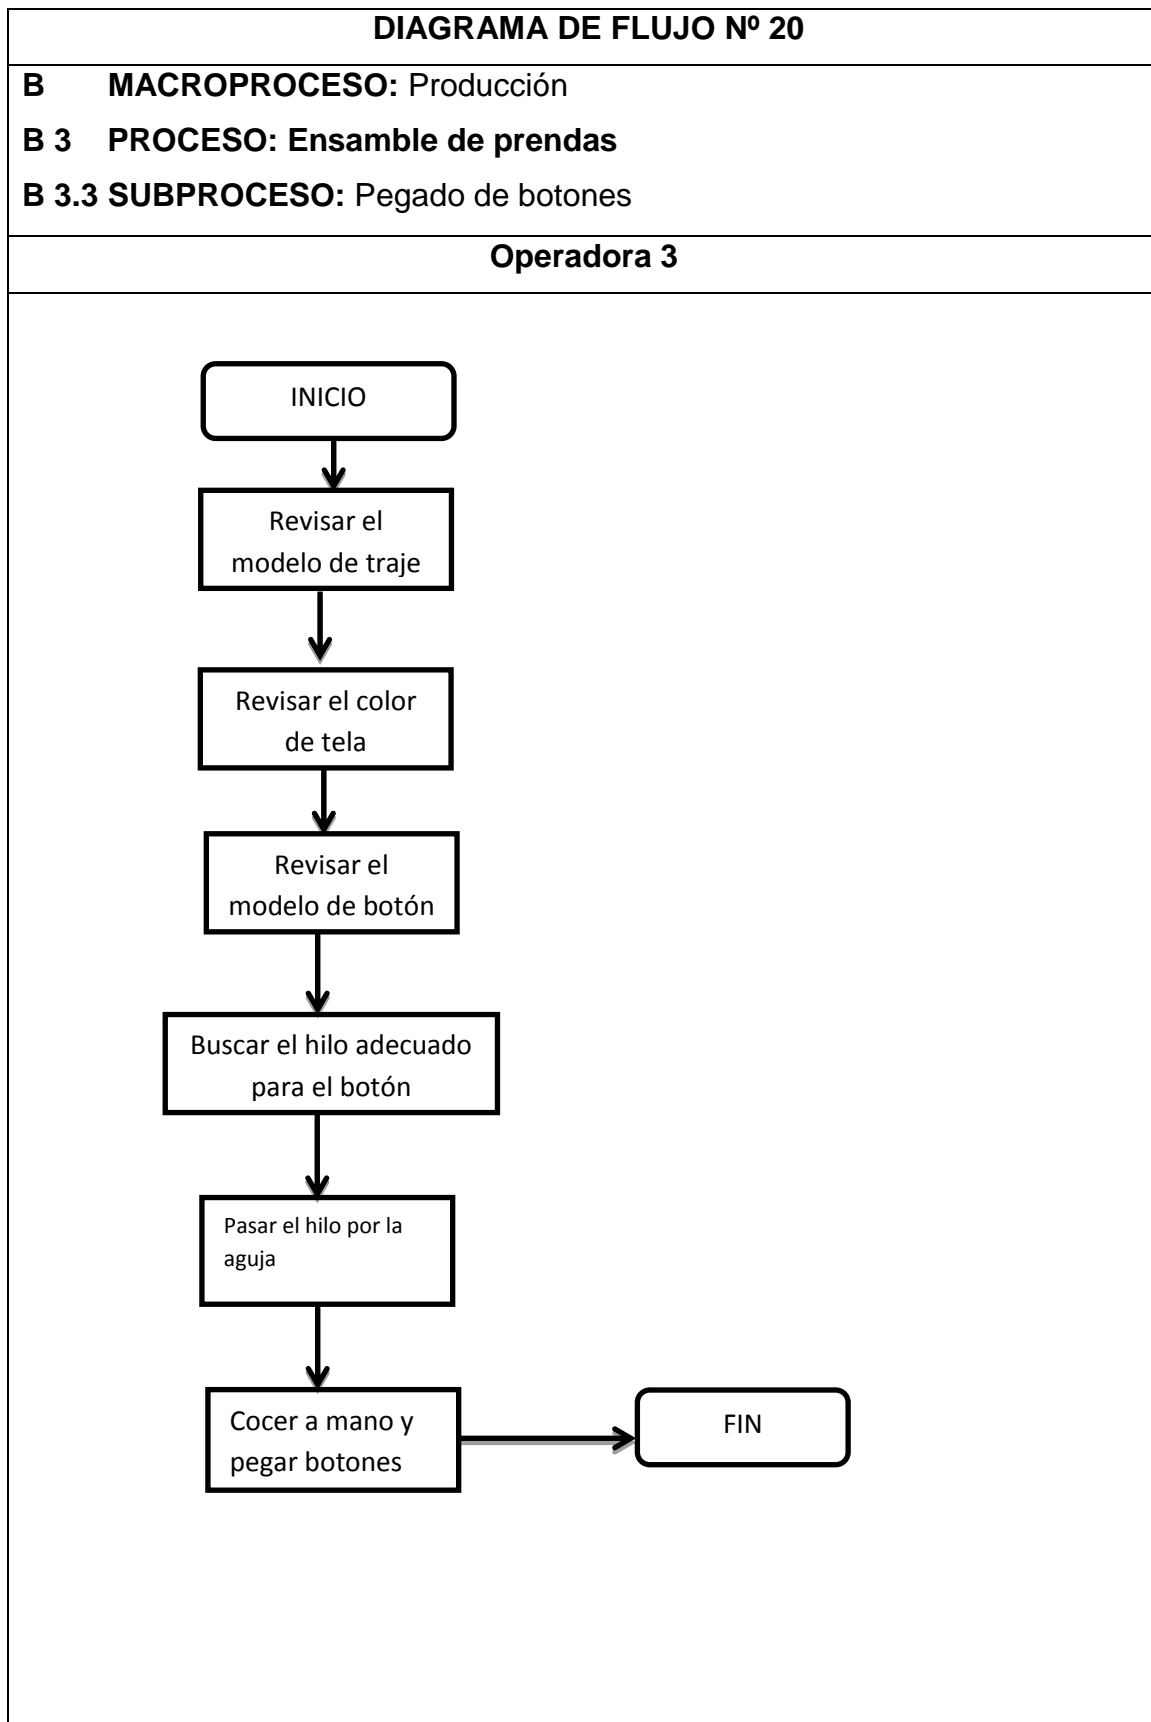 DIAGRAMA DE FLUJO Nº 20
B MACROPROCESO: Producción
B 3 PROCESO: Ensamble de prendas
B 3.3 SUBPROCESO: Pegado de botones
Operadora 3
INICIO
Revisar el
modelo de traje
Revisar el color
de tela
Revisar el
modelo de botón
Buscar el hilo adecuado
para el botón
Pasar el hilo por la
aguja
Cocer a mano y
pegar botones
FIN